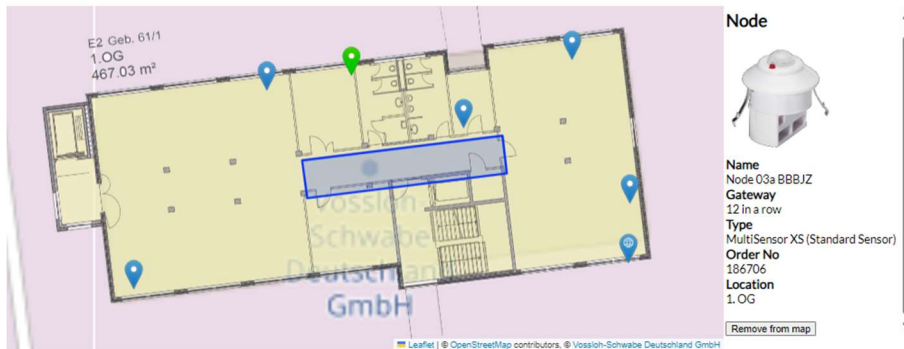 E2 Geb. 61/1
1.OG
467.03 m²
Vossloh-
Schwabe
Deutschland
GmbH
Leaflet | © OpenStreetMap contributors, © Vossloh-Schwabe Deutschland GmbH
Node
Name
Node 03a BBBJZ
Gateway
12 in a row
Type
MultiSensor XS (Standard Sensor)
Order No
186706
Location
1. OG
Remove from map